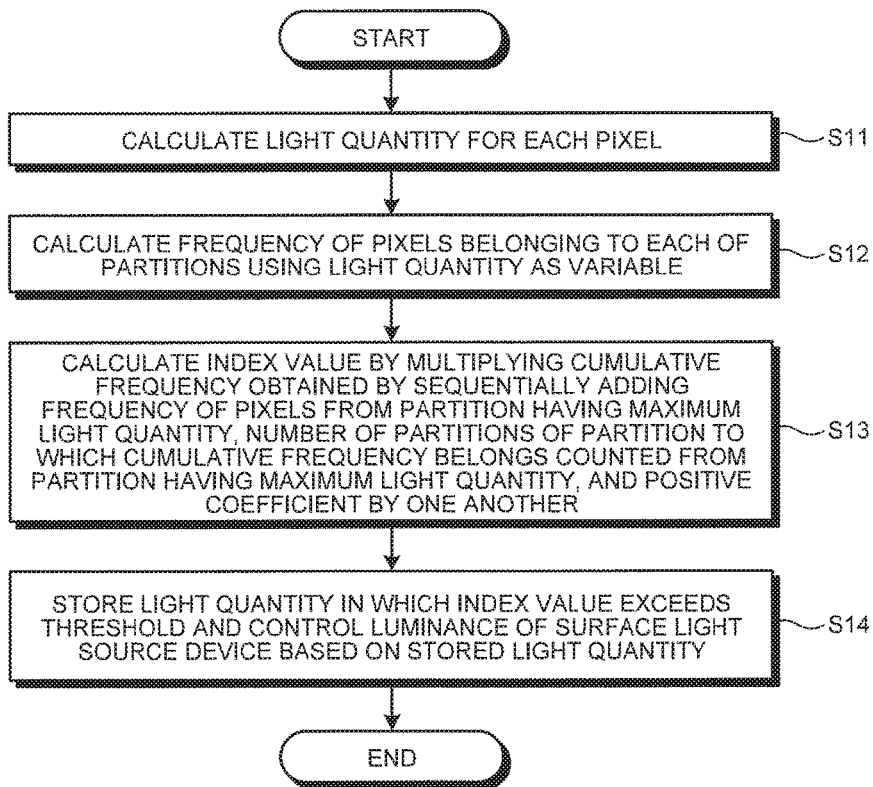 START
CALCULATE LIGHT QUANTITY FOR EACH PIXEL
S11
CALCULATE FREQUENCY OF PIXELS BELONGING TO EACH OF
PARTITIONS USING LIGHT QUANTITY AS VARIABLE
S12
CALCULATE INDEX VALUE BY MULTIPLYING CUMULATIVE
FREQUENCY OBTAINED BY SEQUENTIALLY ADDING
FREQUENCY OF PIXELS FROM PARTITION HAVING MAXIMUM
LIGHT QUANTITY, NUMBER OF PARTITIONS OF PARTITION TO
WHICH CUMULATIVE FREQUENCY BELONGS COUNTED FROM
PARTITION HAVING MAXIMUM LIGHT QUANTITY, AND POSITIVE
COEFFICIENT BY ONE ANOTHER
S13
STORE LIGHT QUANTITY IN WHICH INDEX VALUE EXCEEDS
THRESHOLD AND CONTROL LUMINANCE OF SURFACE LIGHT
SOURCE DEVICE BASED ON STORED LIGHT QUANTITY
S14
END